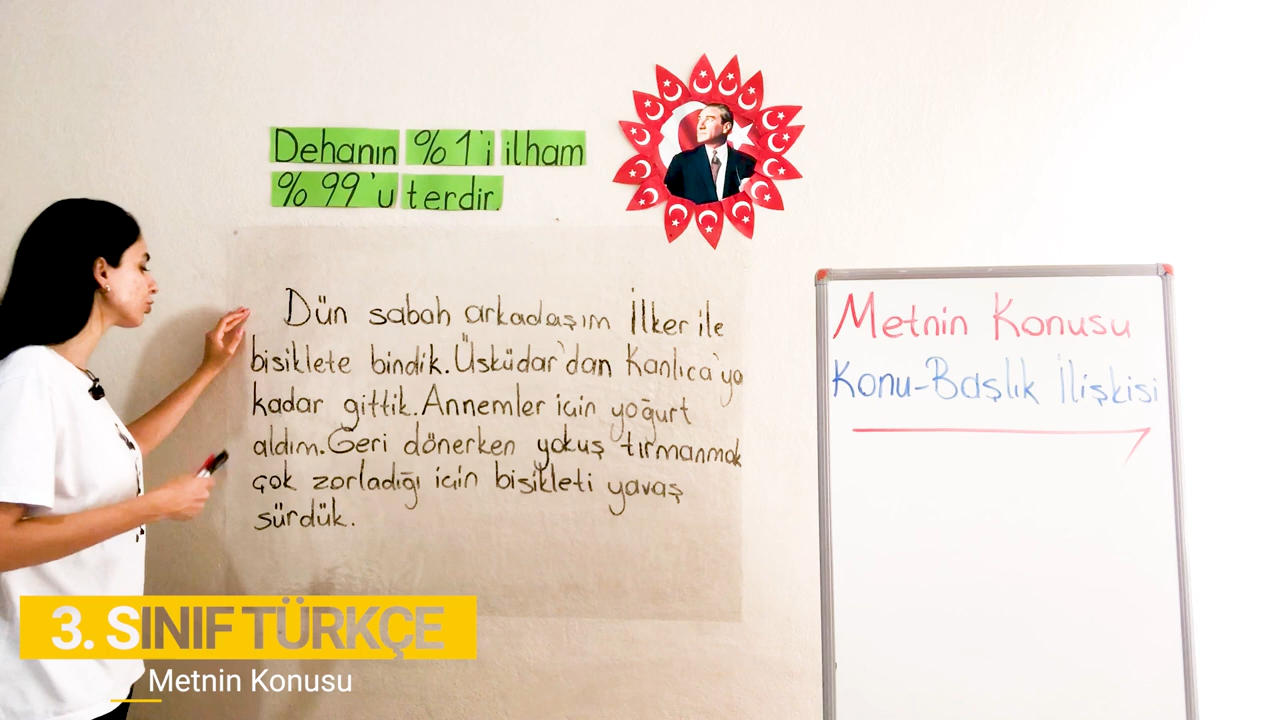 Dehanın %1'i ilham
%99'u terdir.
Dün sabah arkadaşım İlker ile
bisiklete bindik. Üsküdar'dan Kanlıca'ya
kadar gittik. Annemler için yoğurt
aldım. Geri dönerken yokuş tırmanmak
çok zorladığı için bisikleti yavaş
sürdük.
Metnin Konusu
Konu-Başlık İlişkisi
3. SINIF TÜRKÇE
Metnin Konusu